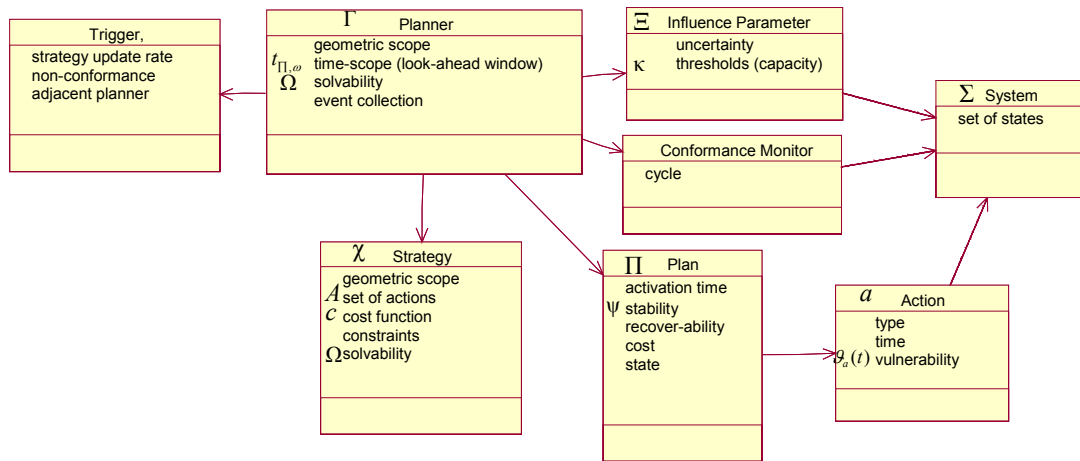 Trigger,
strategy update rate
non-conformance
adjacent planner
Γ Planner
geometric scope
t_{Π,ω} time-scope (look-ahead window)
Ω solvability
event collection
Ξ Influence Parameter
uncertainty
κ thresholds (capacity)
Conformance Monitor
cycle
Σ System
set of states
χ Strategy
geometric scope
A set of actions
c cost function
constraints
Ω solvability
Π Plan
activation time
ψ stability
recover-ability
cost
state
a Action
type
time
ϑ_a(t) vulnerability